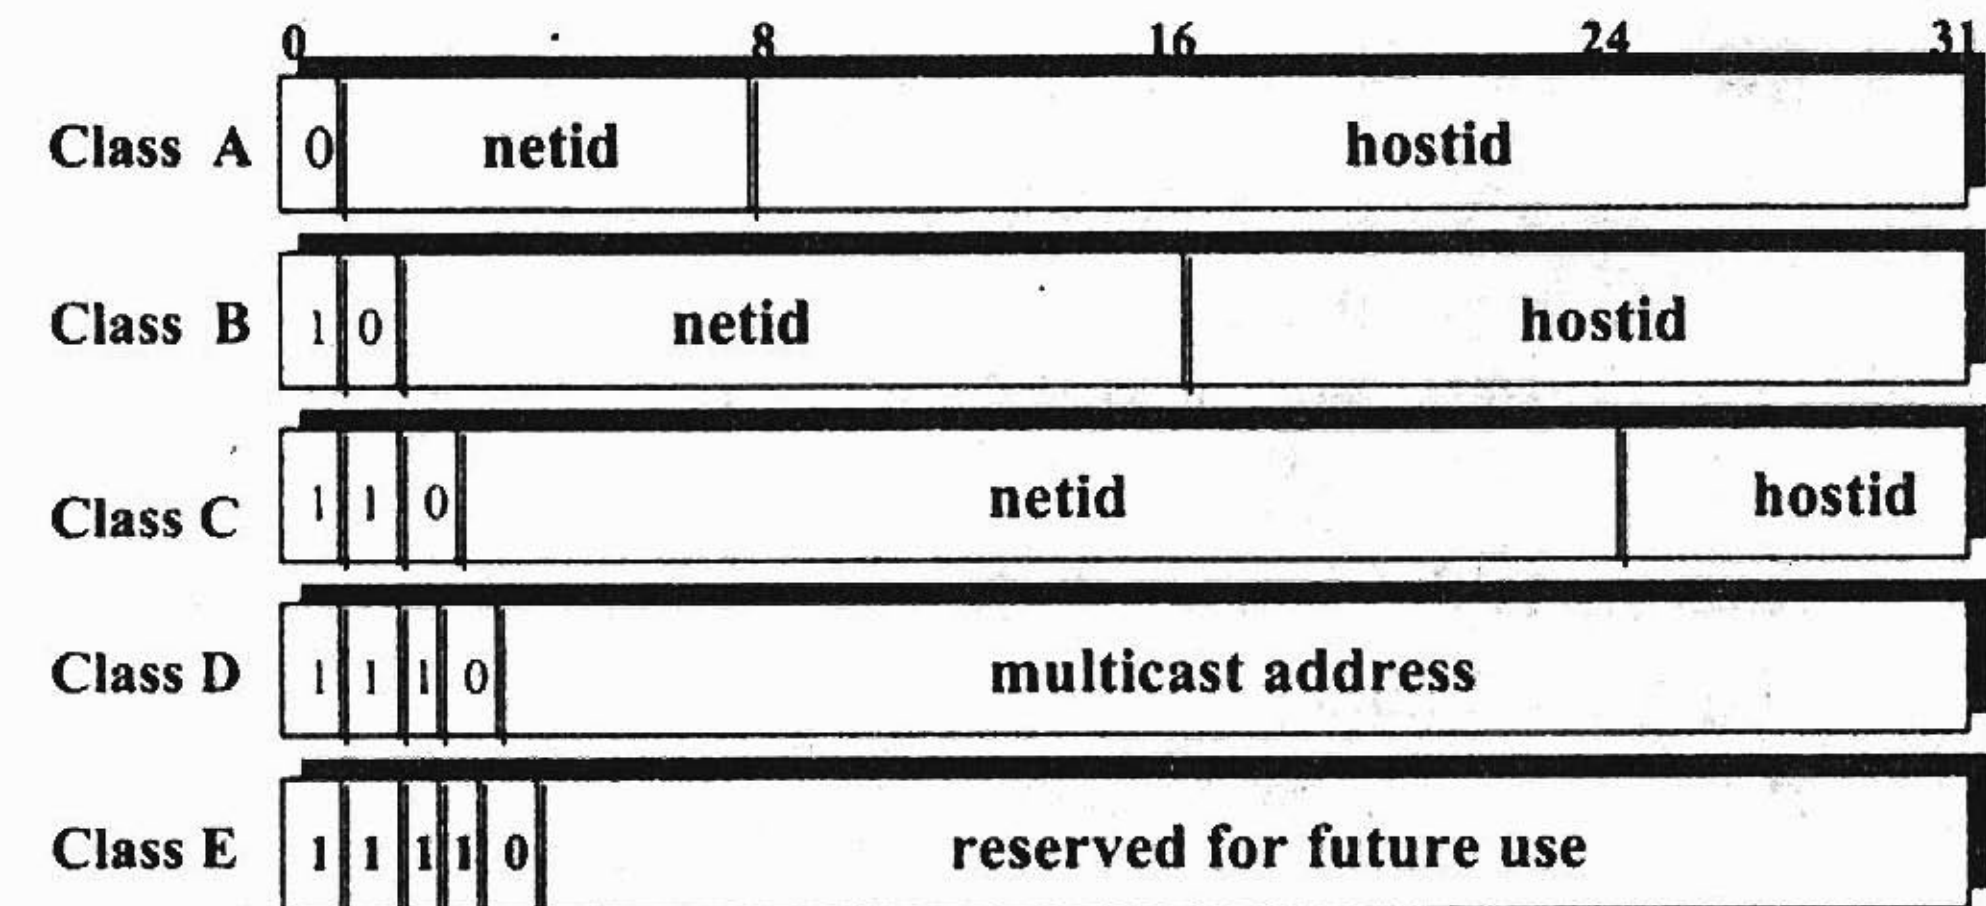 0 8 16 24 31
Class A 0 netid hostid
Class B 1 0 netid hostid
Class C 1 1 0 netid hostid
Class D 1 1 1 0 multicast address
Class E 1 1 1 1 0 reserved for future use